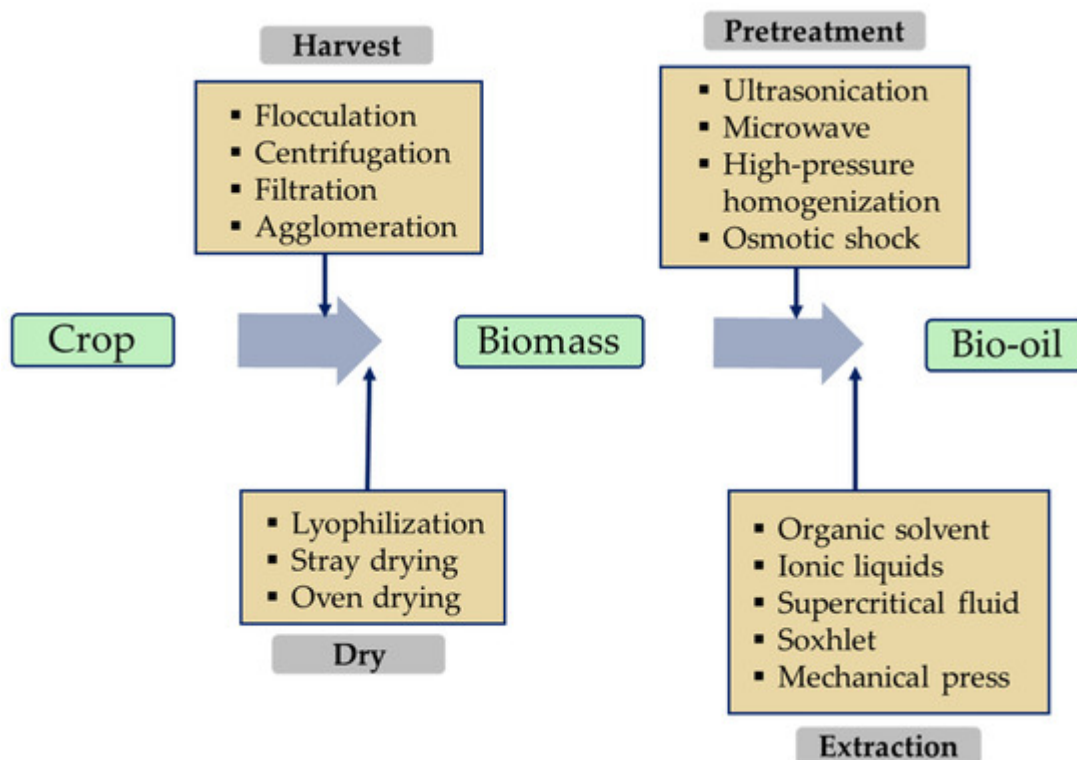 Harvest
▪ Flocculation
▪ Centrifugation
▪ Filtration
▪ Agglomeration
Pretreatment
▪ Ultrasonication
▪ Microwave
▪ High-pressure
homogenization
▪ Osmotic shock
Crop
Biomass
Bio-oil
▪ Lyophilization
▪ Stray drying
▪ Oven drying
Dry
▪ Organic solvent
▪ Ionic liquids
▪ Supercritical fluid
▪ Soxhlet
▪ Mechanical press
Extraction